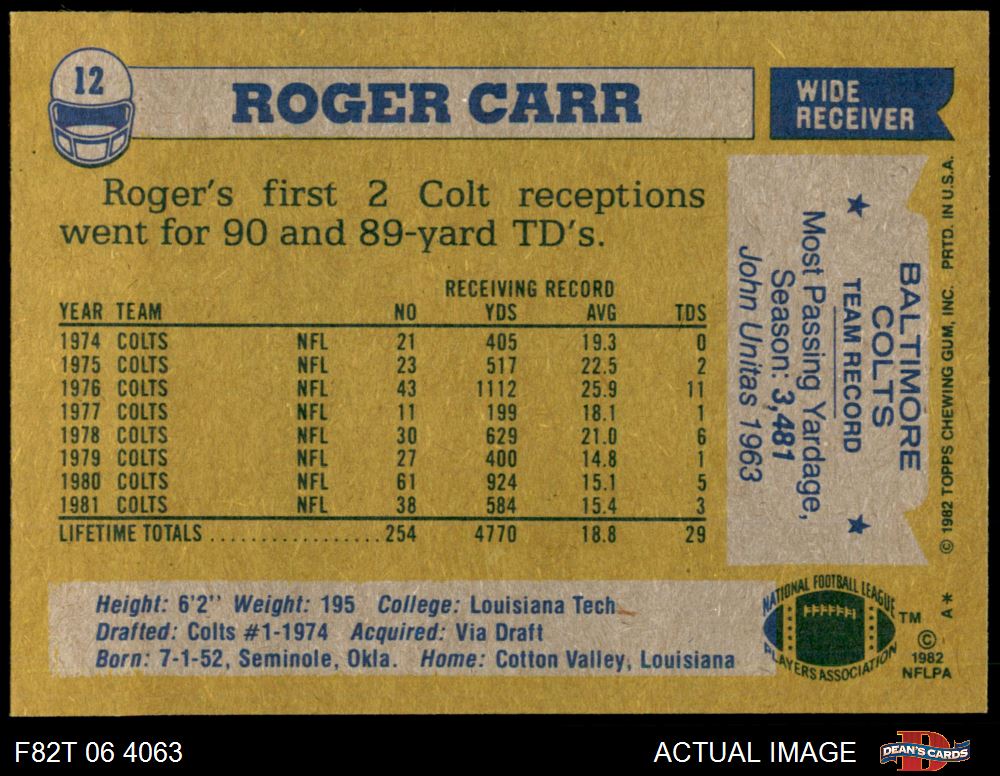 12
ROGER CARR
WIDE
RECEIVER
Roger's first 2 Colt receptions
went for 90 and 89-yard TD's.
RECEIVING RECORD
YEAR TEAM NO YDS AVG TDS
1974 COLTS NFL 21 405 19.3 0
1975 COLTS NFL 23 517 22.5 2
1976 COLTS NFL 43 1112 25.9 11
1977 COLTS NFL 11 199 18.1 1
1978 COLTS NFL 30 629 21.0 6
1979 COLTS NFL 27 400 14.8 1
1980 COLTS NFL 61 924 15.1 5
1981 COLTS NFL 38 584 15.4 3
LIFETIME TOTALS ................. 254 4770 18.8 29
BALTIMORE
COLTS
TEAM RECORD
Most Passing Yardage,
Season: 3,481
John Unitas 1963
© 1982 TOPPS CHEWING GUM, INC. PRTD. IN U.S.A.
Height: 6'2" Weight: 195 College: Louisiana Tech
Drafted: Colts #1-1974 Acquired: Via Draft
Born: 7-1-52, Seminole, Okla. Home: Cotton Valley, Louisiana
NATIONAL FOOTBALL LEAGUE
PLAYERS ASSOCIATION
TM
A*
©
1982
NFLPA
F82T 06 4063
ACTUAL IMAGE
D
DEAN'S CARDS